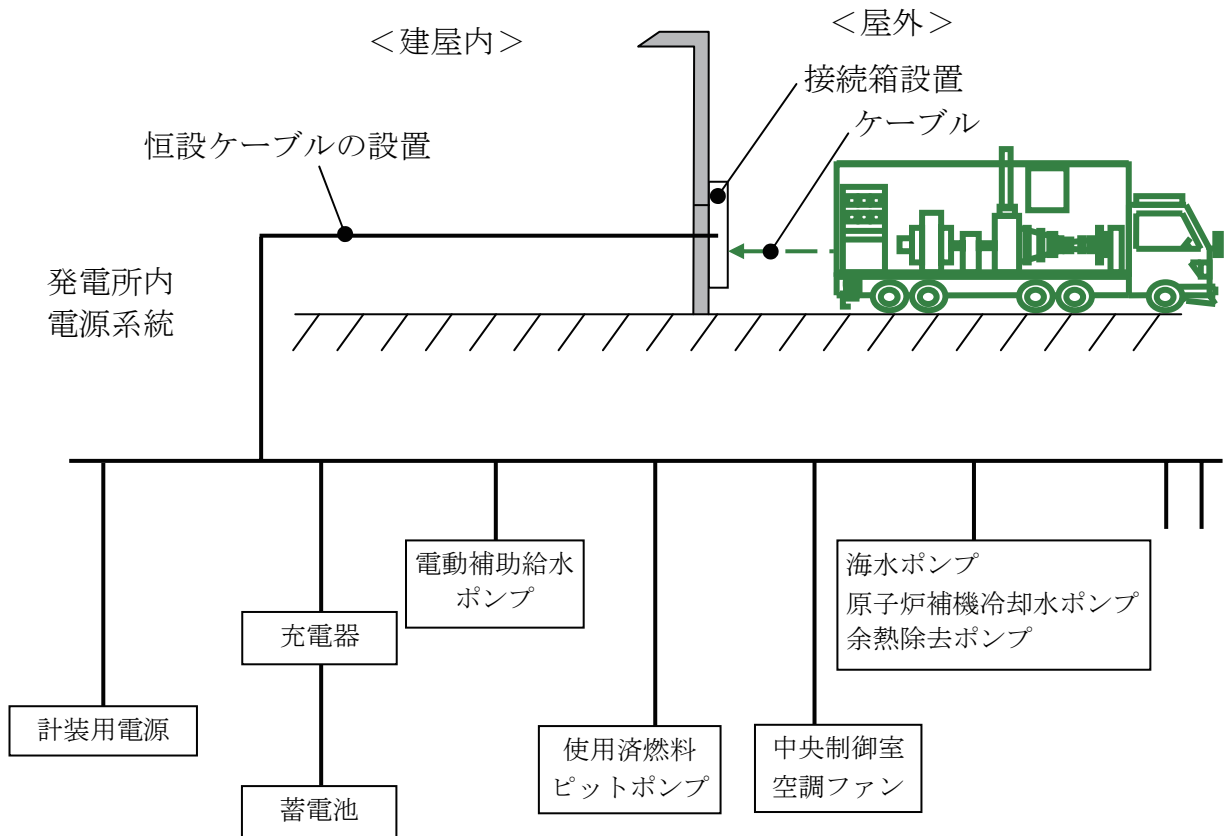 ＜建屋内＞
＜屋外＞
接続箱設置
ケーブル
恒設ケーブルの設置
発電所内
電源系統
電動補助給水
ポンプ
海水ポンプ
原子炉補機冷却水ポンプ
余熱除去ポンプ
充電器
計装用電源
使用済燃料
ピットポンプ
中央制御室
空調ファン
蓄電池